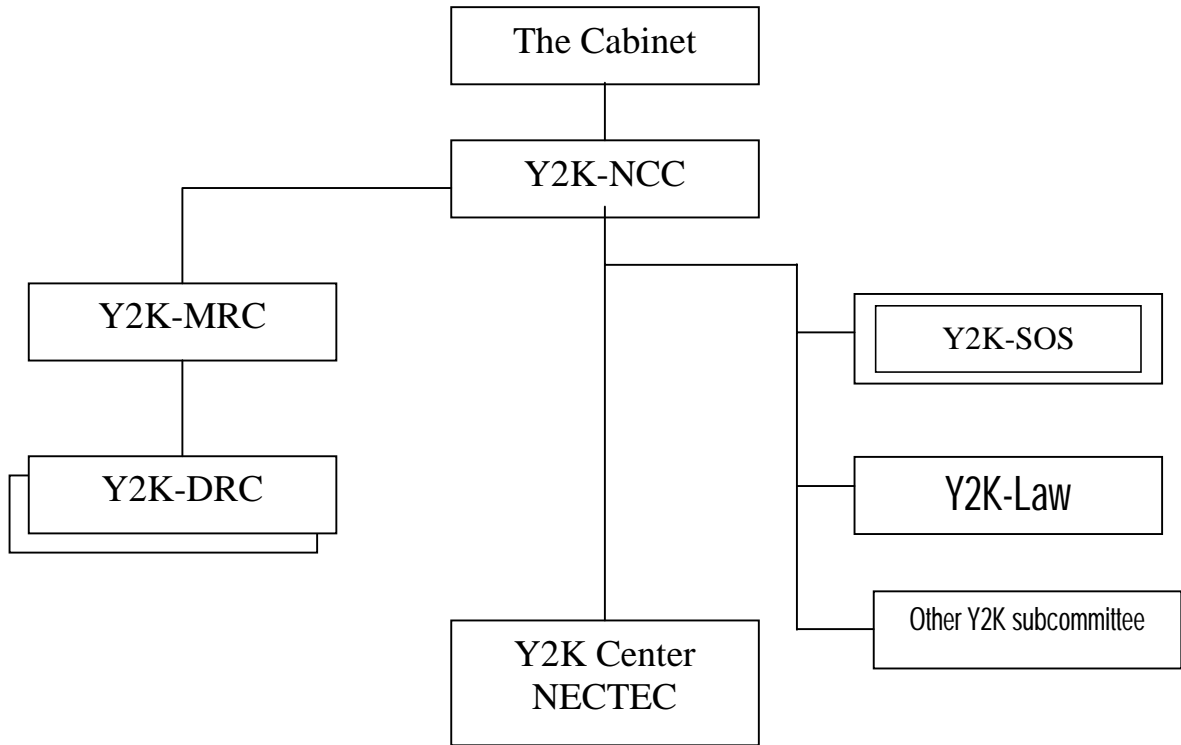 The Cabinet
Y2K-NCC
Y2K-MRC
Y2K-SOS
Y2K-DRC
Y2K-Law
Other Y2K subcommittee
Y2K Center
NECTEC